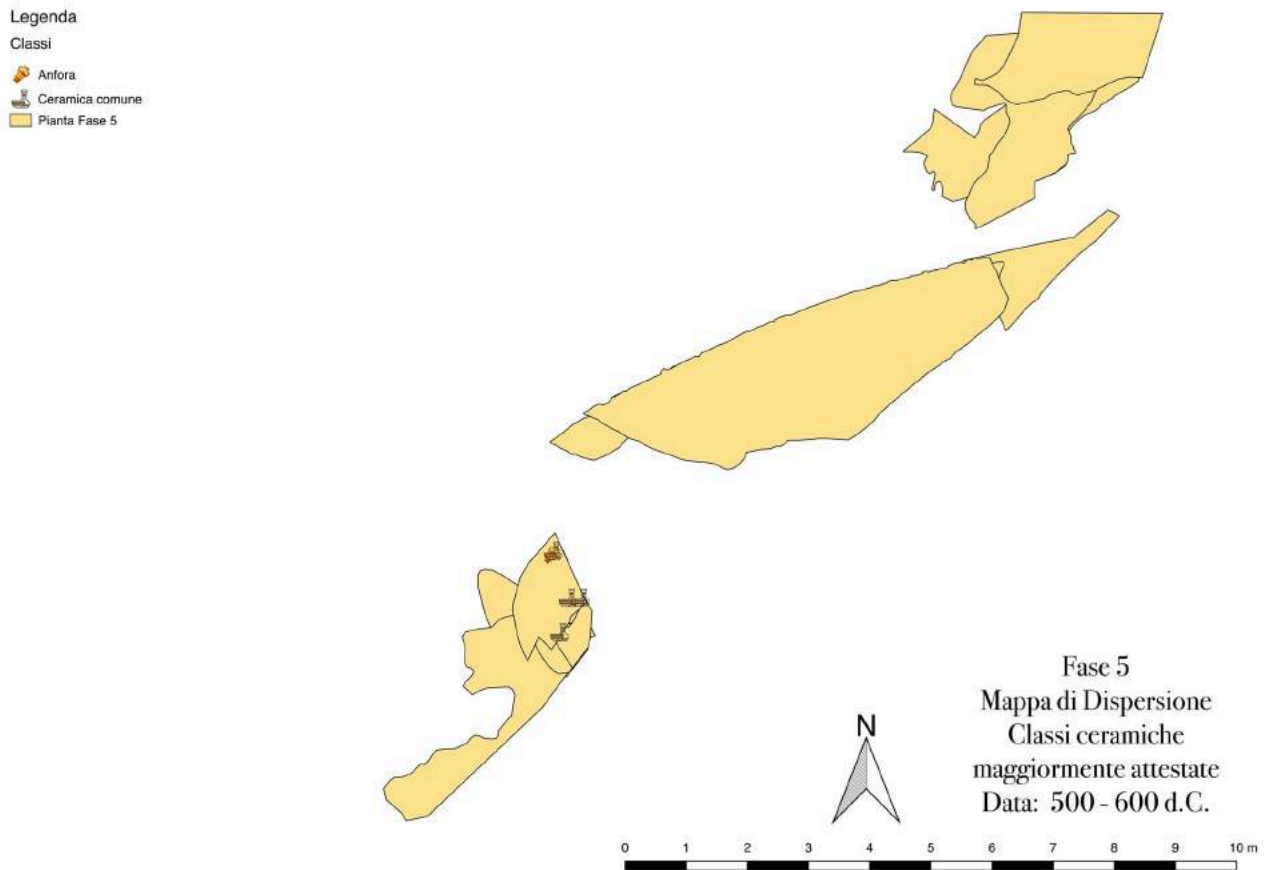 Legenda
Classi
Anfora
Ceramica comune
Pianta Fase 5
Fase 5
Mappa di Dispersione
Classi ceramiche
maggiormente attestate
Data: 500 - 600 d.C.
N
0 1 2 3 4 5 6 7 8 9 10 m